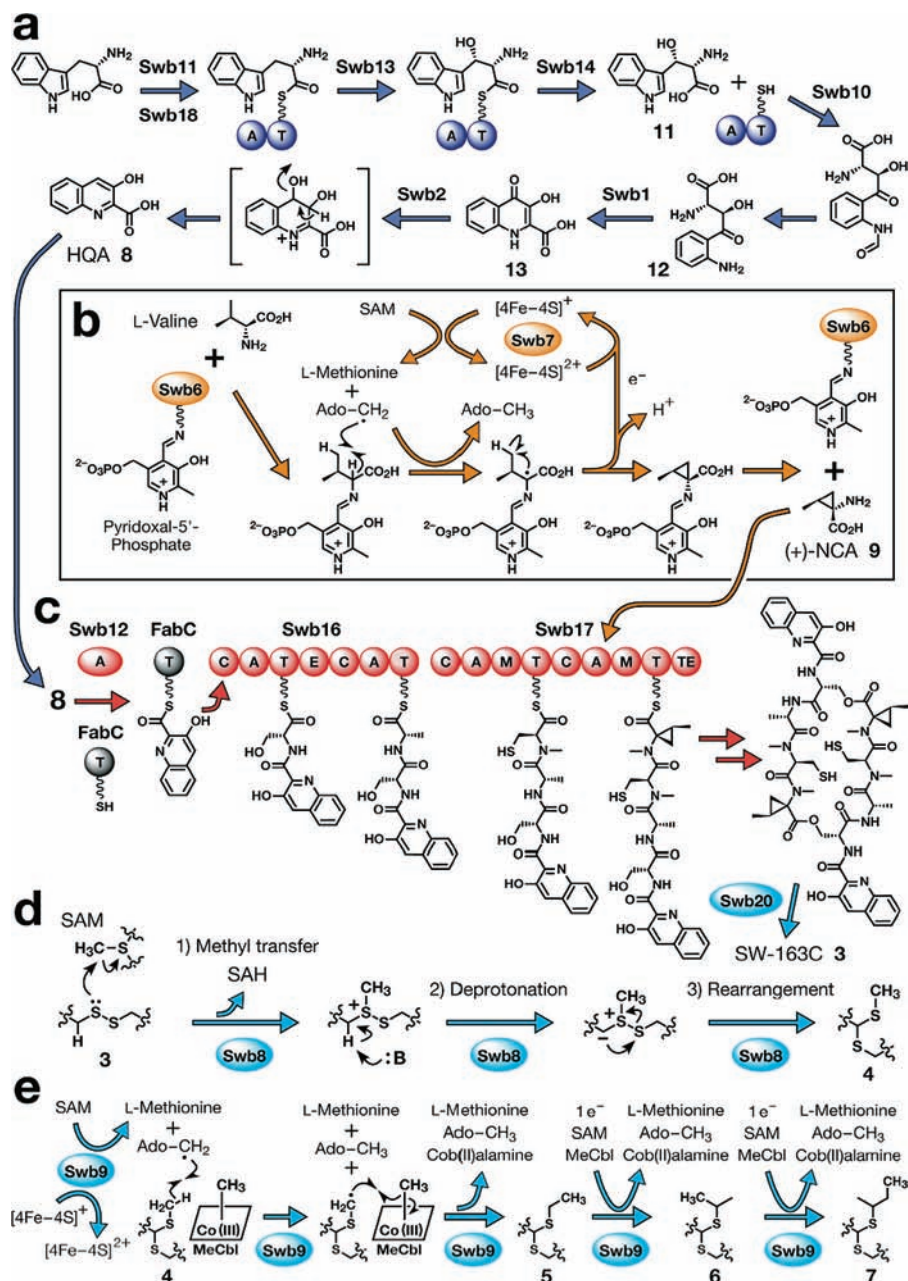 a
Swb11
Swb18
Swb13
Swb14
11
+
Swb10
A T
A T
A T
HQA 8
Swb2
13
Swb1
12
b
L-Valine
+
Swb6
Pyridoxal-5'-
Phosphate
SAM
[4Fe-4S]+
Swb7
L-Methionine
+
Ado-CH2
[4Fe-4S]2+
Ado-CH3
e−
H+
Swb6
+
(+)-NCA 9
c
Swb12
A
FabC
T
Swb16
C A T E C A T
Swb17
C A M T C A M T TE
8
FabC
T
SH
Swb20
SW-163C 3
d
SAM
1) Methyl transfer
SAH
Swb8
:B
3
2) Deprotonation
Swb8
3) Rearrangement
Swb8
4
e
SAM
L-Methionine
+
Ado-CH2
Swb9
[4Fe-4S]+
[4Fe-4S]2+
4
CH3
Co(III)
MeCbl
Swb9
L-Methionine
+
Ado-CH3
+
CH3
Co(III)
MeCbl
L-Methionine
Ado-CH3
Cob(II)alamine
Swb9
5
1 e−
SAM
MeCbl
L-Methionine
Ado-CH3
Cob(II)alamine
Swb9
6
1 e−
SAM
MeCbl
L-Methionine
Ado-CH3
Cob(II)alamine
Swb9
7